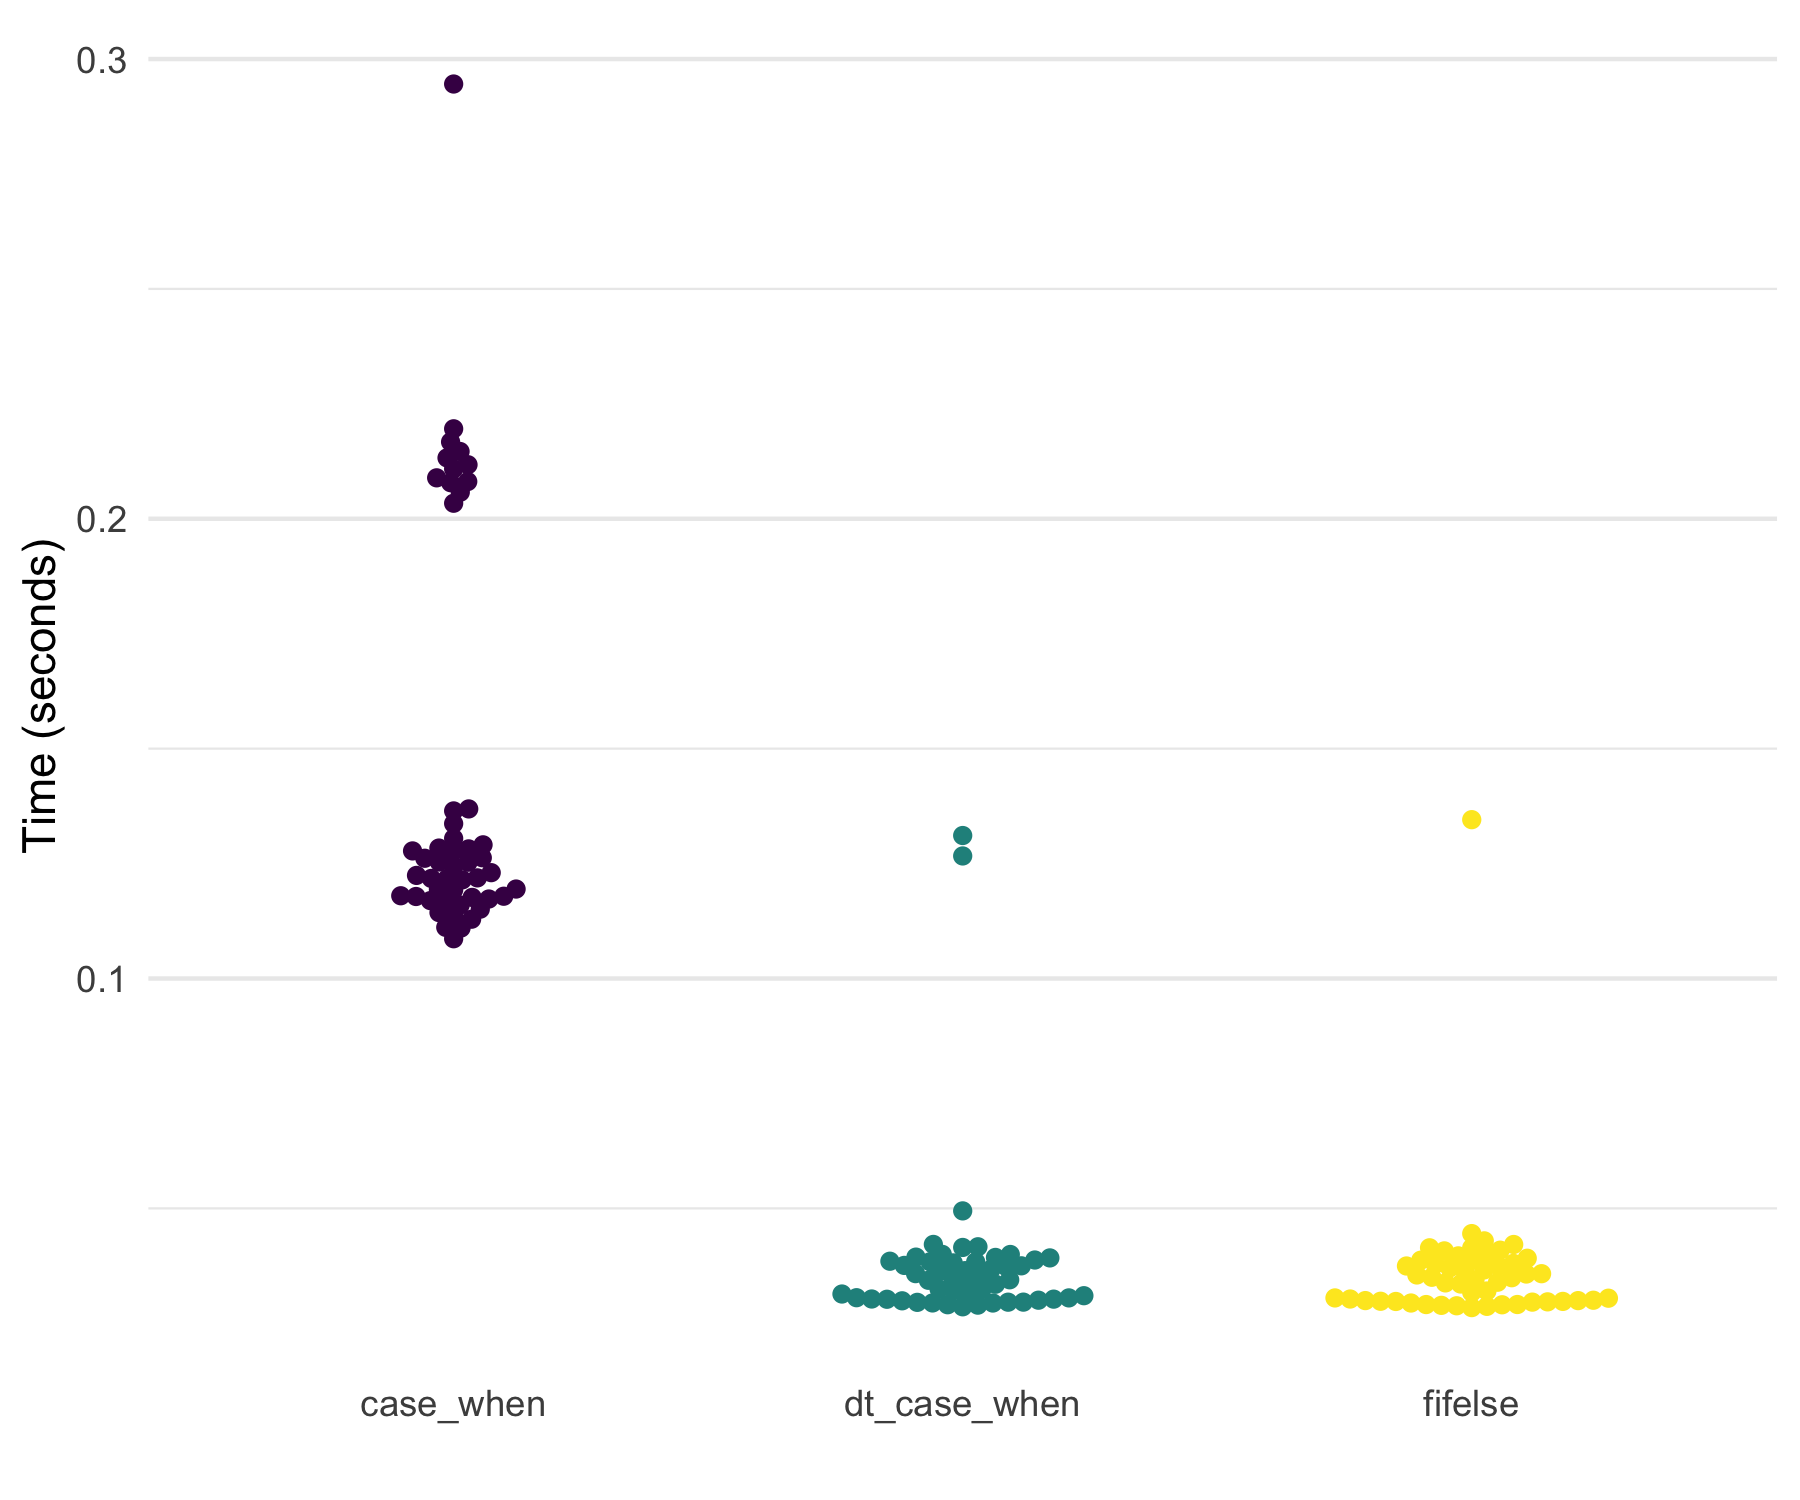 Time (seconds)
0.3
0.2
0.1
case_when
dt_case_when
fifelse